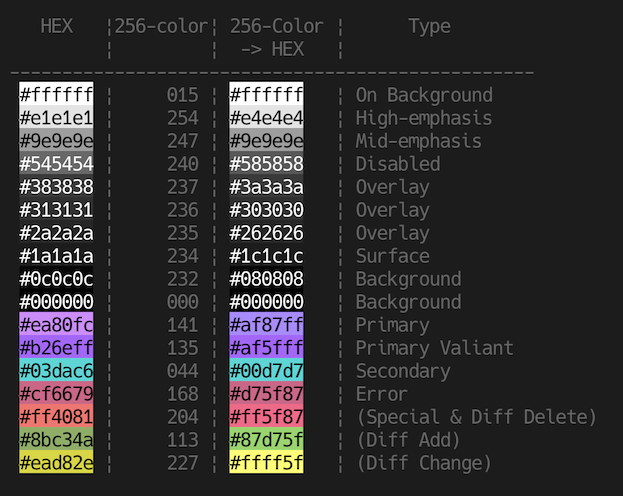 HEX ¦256-color¦ 256-Color ¦ Type
¦ ¦ -> HEX ¦
---------------------------------------------------
#ffffff ¦ 015 ¦ #ffffff ¦ On Background
#e1e1e1 ¦ 254 ¦ #e4e4e4 ¦ High-emphasis
#9e9e9e ¦ 247 ¦ #9e9e9e ¦ Mid-emphasis
#545454 ¦ 240 ¦ #585858 ¦ Disabled
#383838 ¦ 237 ¦ #3a3a3a ¦ Overlay
#313131 ¦ 236 ¦ #303030 ¦ Overlay
#2a2a2a ¦ 235 ¦ #262626 ¦ Overlay
#1a1a1a ¦ 234 ¦ #1c1c1c ¦ Surface
#0c0c0c ¦ 232 ¦ #080808 ¦ Background
#000000 ¦ 000 ¦ #000000 ¦ Background
#ea80fc ¦ 141 ¦ #af87ff ¦ Primary
#b26eff ¦ 135 ¦ #af5fff ¦ Primary Valiant
#03dac6 ¦ 044 ¦ #00d7d7 ¦ Secondary
#cf6679 ¦ 168 ¦ #d75f87 ¦ Error
#ff4081 ¦ 204 ¦ #ff5f87 ¦ (Special & Diff Delete)
#8bc34a ¦ 113 ¦ #87d75f ¦ (Diff Add)
#ead82e ¦ 227 ¦ #ffff5f ¦ (Diff Change)